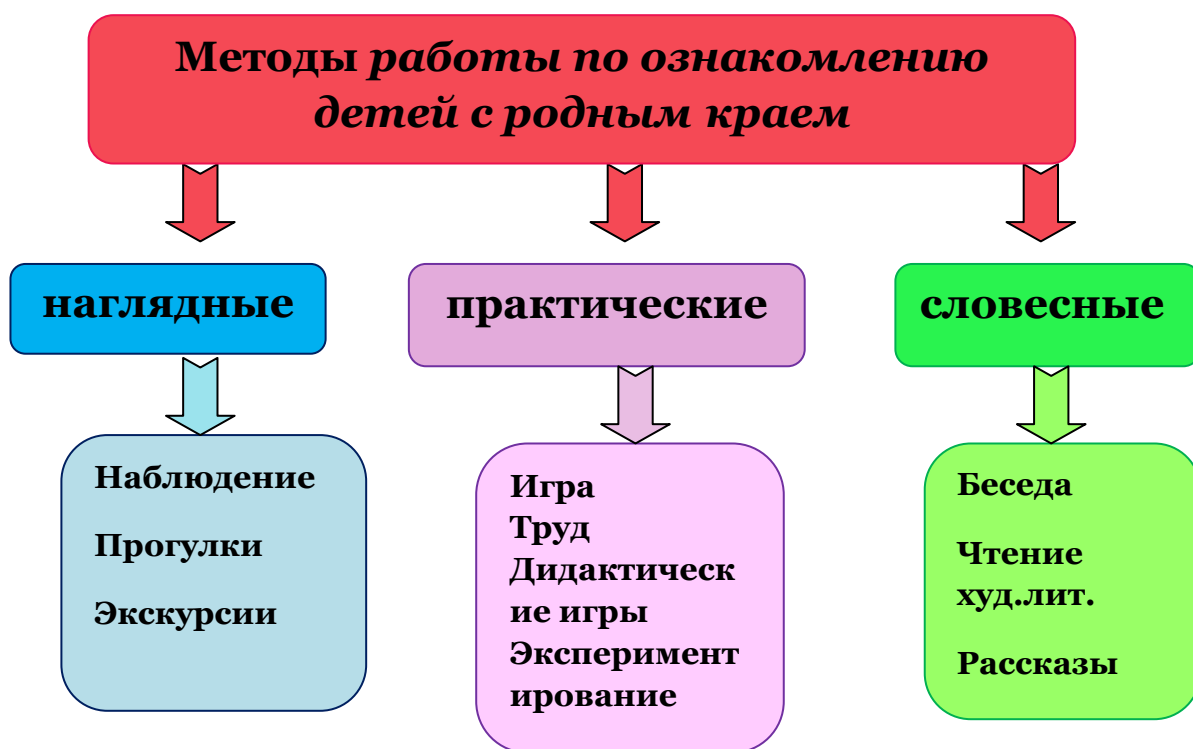 Методы работы по ознакомлению
детей с родным краем
наглядные
практические
словесные
Наблюдение
Прогулки
Экскурсии
Игра
Труд
Дидактическ
ие игры
Эксперимент
ирование
Беседа
Чтение
худ.лит.
Рассказы